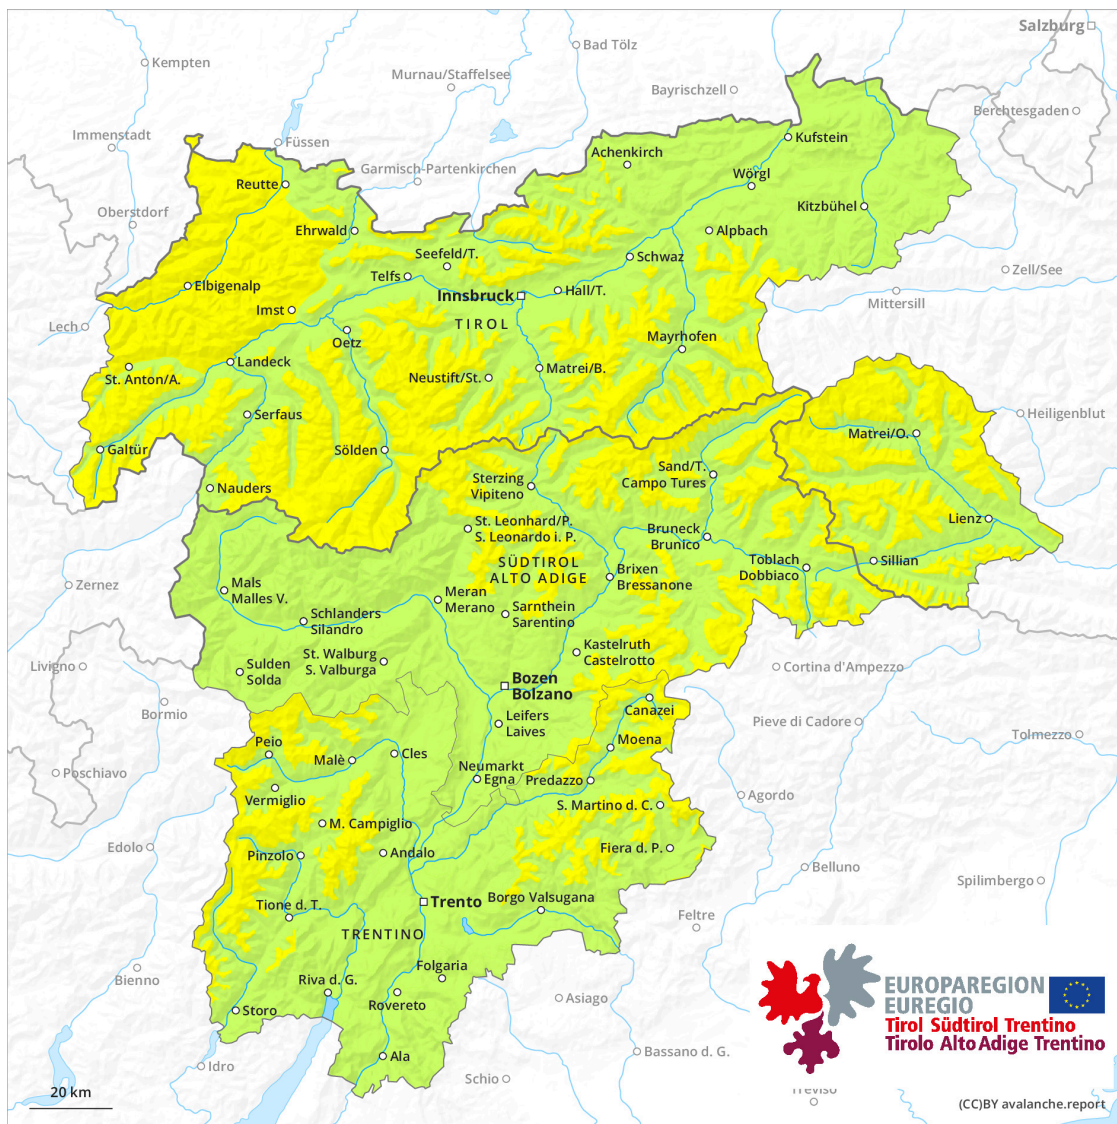 Salzburg
Bad Tölz
Kempten
Murnau/Staffelsee
Bayrischzell
Berchtesgaden
Immenstadt
Füssen
Kufstein
Achenkirch
Garmisch-Partenkirchen
Wörgl
Reutte
Oberstdorf
Kitzbühel
Ehrwald
Alpbach
Seefeld/T.
Schwaz
Telfs
Zell/See
Elbigenalp
Innsbruck
Hall/T.
Mittersill
Imst
TIROL
Lech
Oetz
Mayrhofen
Landeck
Matrei/B.
St. Anton/A.
Neustift/St.
Serfaus
Heiligenblut
Matrei/O.
Galtür
Sölden
Sand/T.
Campo Tures
Sterzing
Vipiteno
Nauders
Lienz
St. Leonhard/P.
S. Leonardo i. P.
Bruneck
Brunico
SÜDTIROL
ALTO ADIGE
Toblach
Dobbiaco
Sillian
Brixen
Bressanone
Zernez
Mals
Malles V.
Meran
Merano
Sarnthein
Sarentino
Schlanders
Silandro
Kastelruth
Castelrotto
St. Walburg
S. Valburga
Livigno
Sulden
Solda
Cortina d'Ampezzo
Bozen
Bolzano
Canazei
Bormio
Leifers
Laives
Pieve di Cadore
Tolmezzo
Peio
Moena
Malè
Cles
Poschiavo
Neumarkt
Egna
Predazzo
Vermiglio
Agordo
S. Martino d. C.
M. Campiglio
Edolo
Pinzolo
Andalo
Fiera d. P.
Belluno
Spilimbergo
Tione d. T.
Trento
Borgo Valsugana
Feltre
TRENTINO
Bienno
Folgaria
Riva d. G.
Rovereto
Asiago
Storo
EUROPAREGION
EUREGIO
Tirol Südtirol Trentino
Tirolo Alto Adige Trentino
Ala
Bassano d. G.
Idro
Schio
Treviso
20 km
(CC)BY avalanche.report